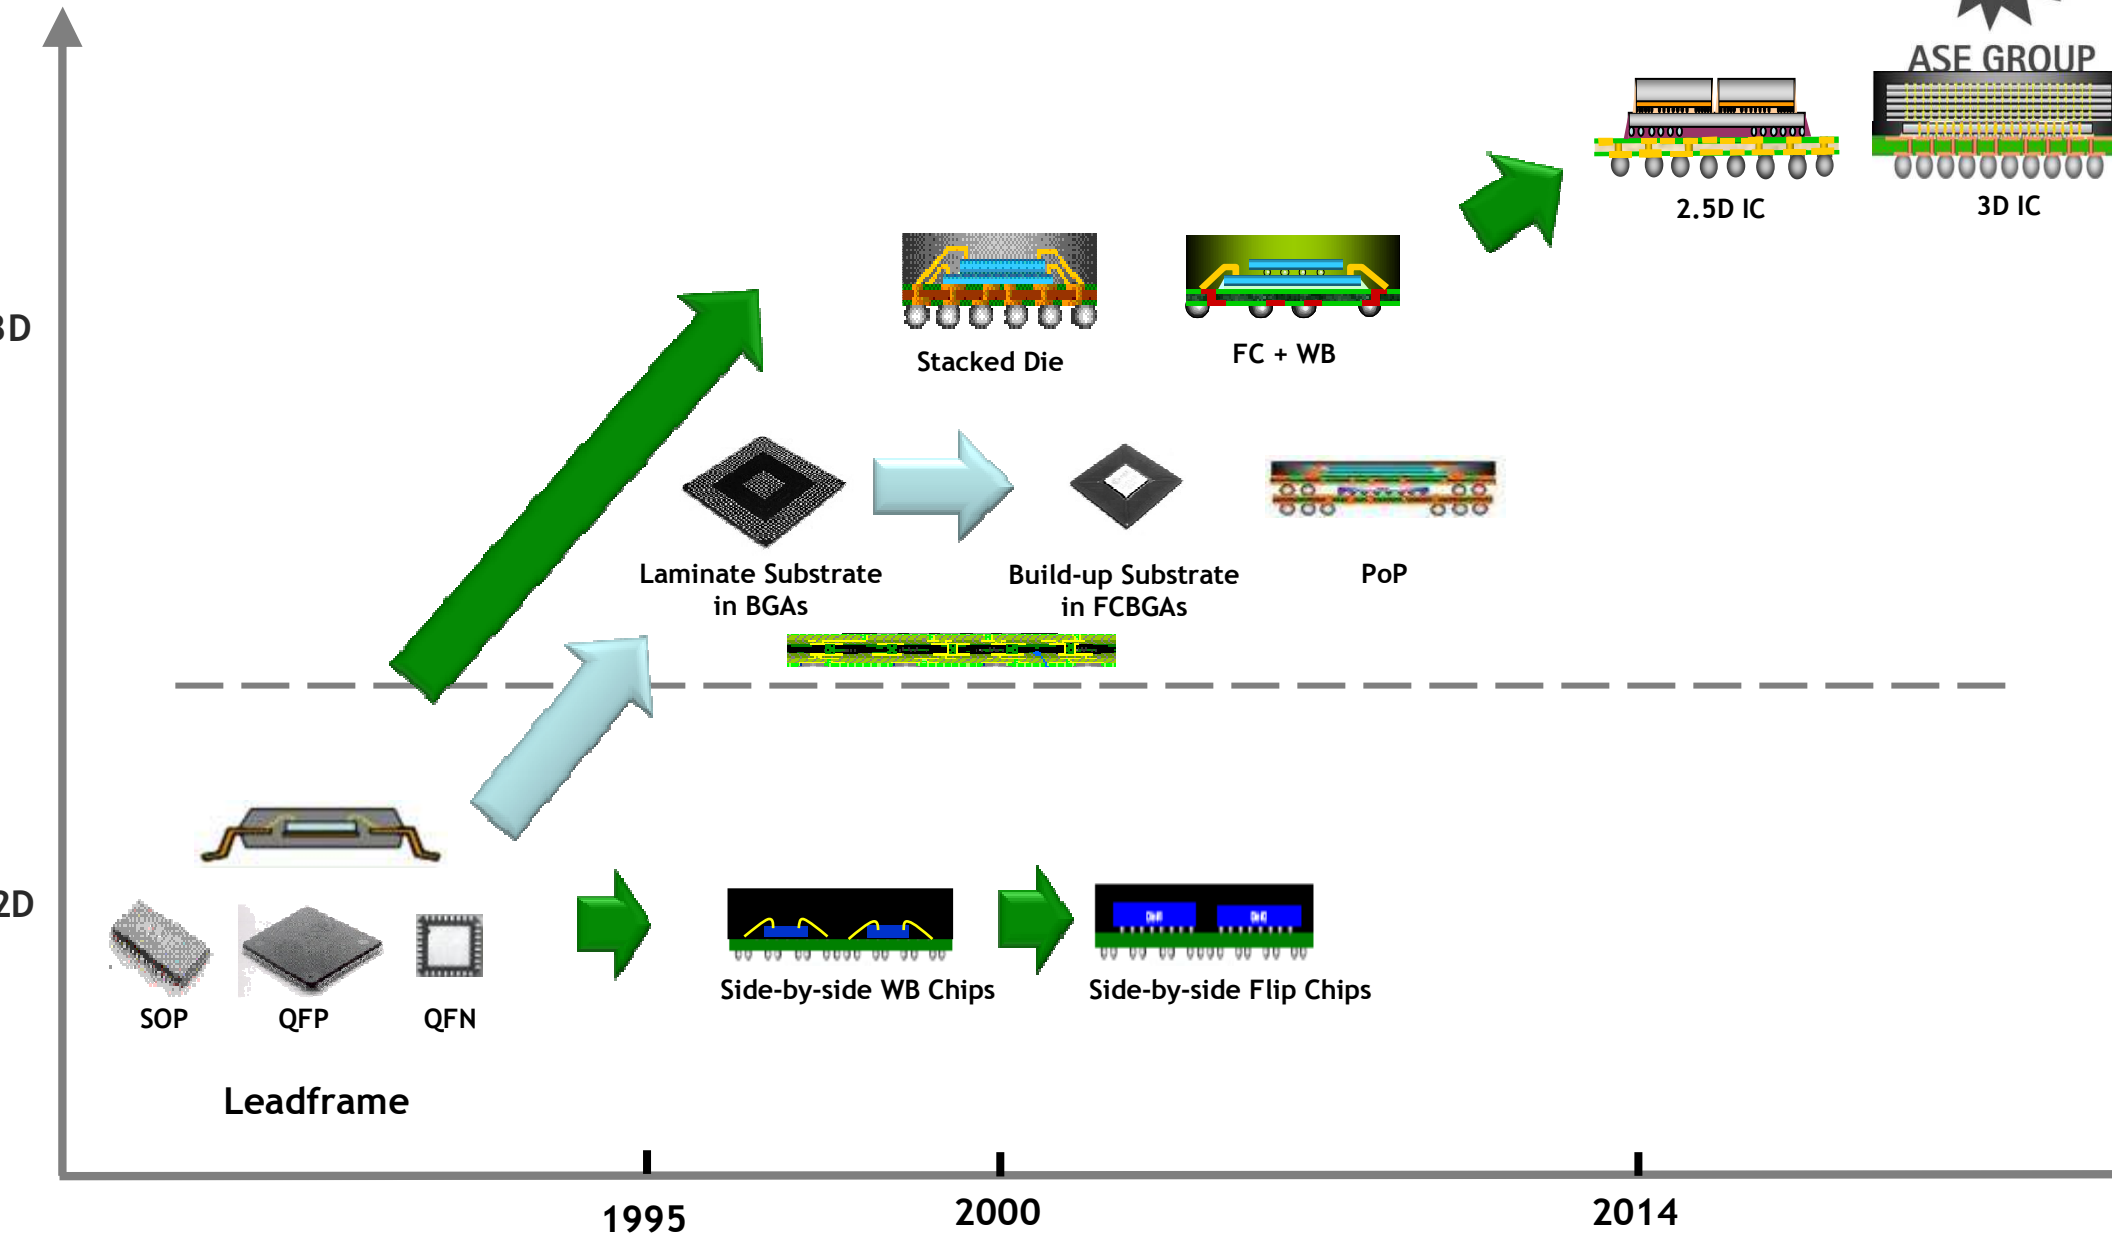 ASE GROUP
2.5D IC
3D IC
3D
Stacked Die
FC + WB
Laminate Substrate
in BGAs
Build-up Substrate
in FCBGAs
PoP
2D
SOP
QFP
QFN
Side-by-side WB Chips
Side-by-side Flip Chips
Leadframe
1995
2000
2014